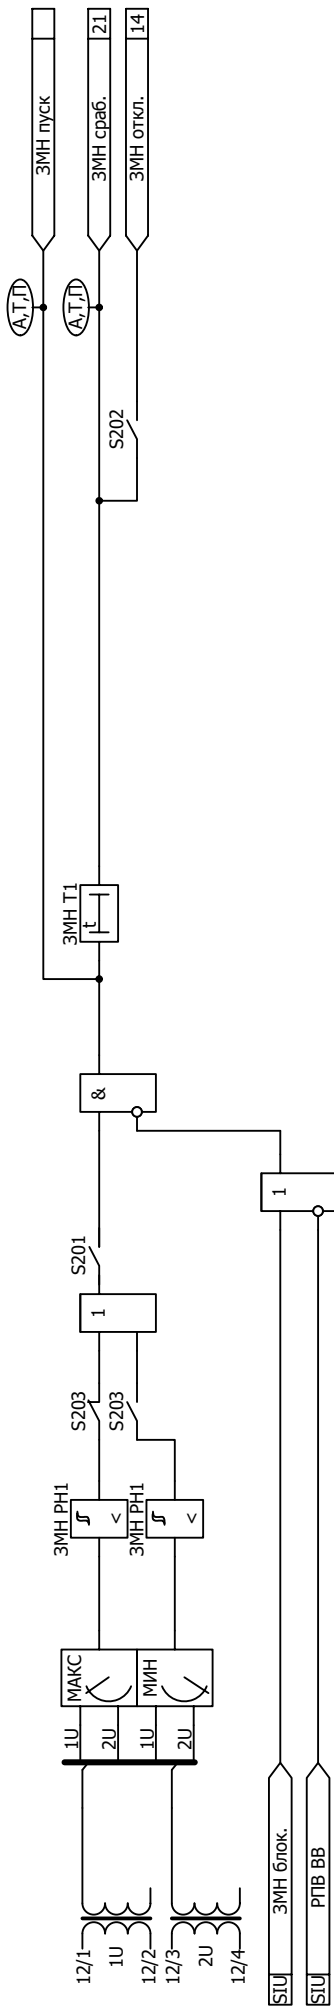 12/1
1U
12/2
12/3
2U
12/4
1U
2U
1U
2U
МАКС
МИН
ЗМН РН1
<
ЗМН РН1
<
S203
S203
1
S201
&
ЗМН Т1
t
S202
А,Т,П
А,Т,П
ЗМН пуск
ЗМН сраб.
21
ЗМН откл.
14
SIU
ЗМН блок.
SIU
РПВ ВВ
1